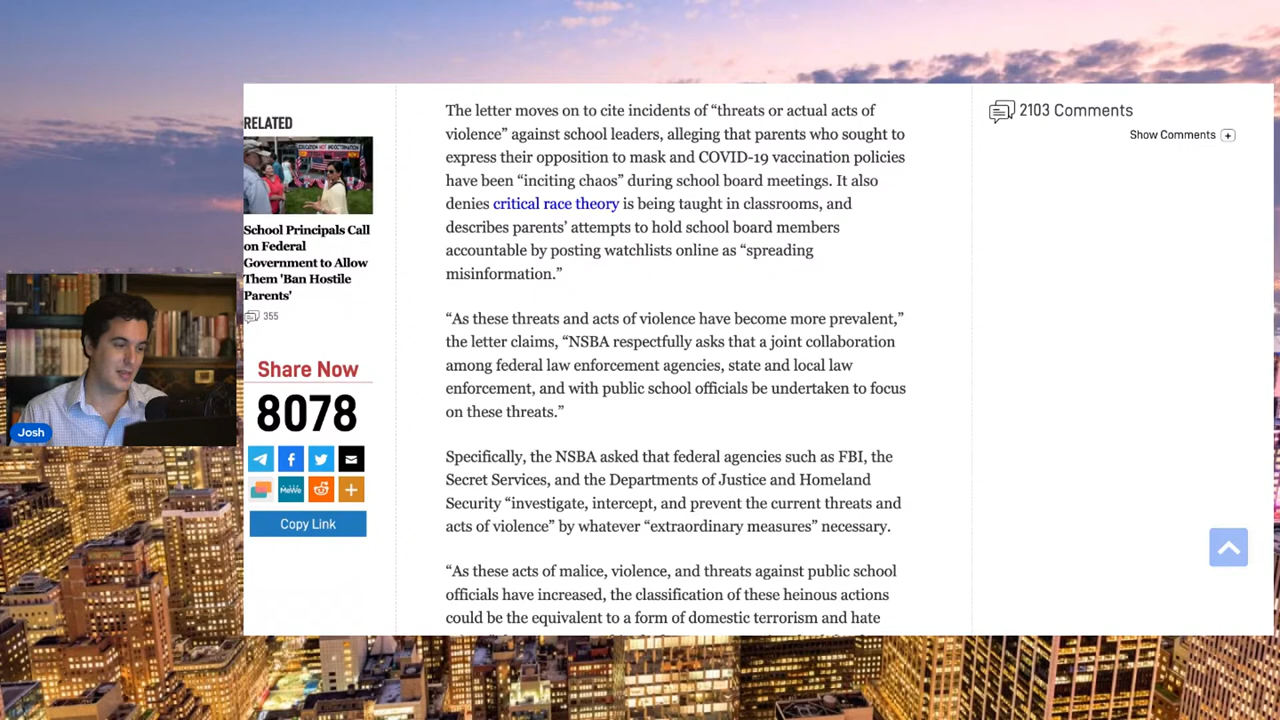 RELATED
EDUCATION NOT INDOCTRINATION
School Principals Call
on Federal
Government to Allow
Them 'Ban Hostile
Parents'
355
Share Now
8078
MeWe
Copy Link
Josh
The letter moves on to cite incidents of “threats or actual acts of
violence” against school leaders, alleging that parents who sought to
express their opposition to mask and COVID-19 vaccination policies
have been “inciting chaos” during school board meetings. It also
denies critical race theory is being taught in classrooms, and
describes parents’ attempts to hold school board members
accountable by posting watchlists online as “spreading
misinformation.”
“As these threats and acts of violence have become more prevalent,”
the letter claims, “NSBA respectfully asks that a joint collaboration
among federal law enforcement agencies, state and local law
enforcement, and with public school officials be undertaken to focus
on these threats.”
Specifically, the NSBA asked that federal agencies such as FBI, the
Secret Services, and the Departments of Justice and Homeland
Security “investigate, intercept, and prevent the current threats and
acts of violence” by whatever “extraordinary measures” necessary.
“As these acts of malice, violence, and threats against public school
officials have increased, the classification of these heinous actions
could be the equivalent to a form of domestic terrorism and hate
2103 Comments
Show Comments +